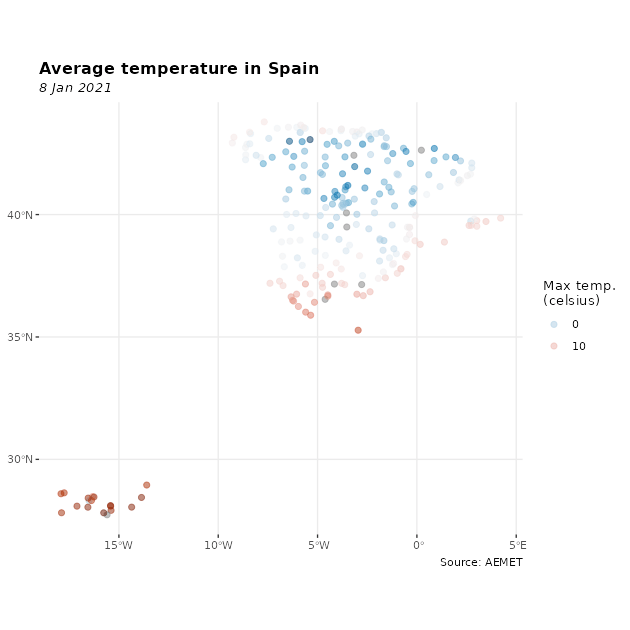 Average temperature in Spain
8 Jan 2021
40°N
35°N
30°N
15°W
10°W
5°W
0°
5°E
Max temp.
(celsius)
0
10
Source: AEMET